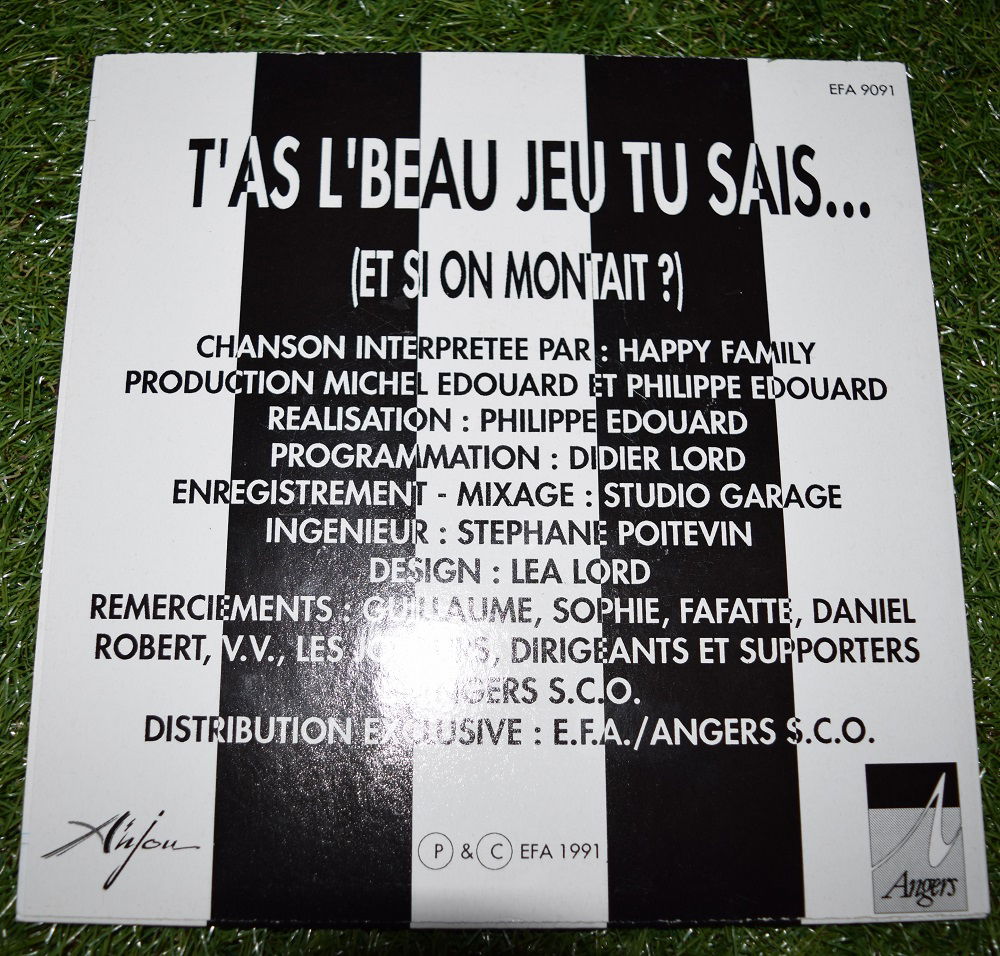 EFA 9091
T'AS L'BEAU JEU TU SAIS...
(ET SI ON MONTAIT ?)
CHANSON INTERPRETEE PAR : HAPPY FAMILY
PRODUCTION MICHEL EDOUARD ET PHILIPPE EDOUARD
REALISATION : PHILIPPE EDOUARD
PROGRAMMATION : DIDIER LORD
ENREGISTREMENT - MIXAGE : STUDIO GARAGE
INGENIEUR : STEPHANE POITEVIN
DESIGN : LEA LORD
REMERCIEMENTS : GUILLAUME, SOPHIE, FAFATTE, DANIEL
ROBERT, V.V., LES JOUEURS, DIRIGEANTS ET SUPPORTERS
ANGERS S.C.O.
DISTRIBUTION EXCLUSIVE : E.F.A./ANGERS S.C.O.
Anjou
P & C EFA 1991
Angers